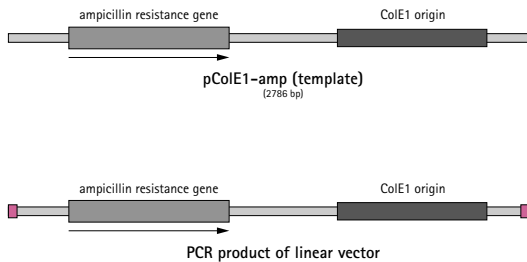 ampicillin resistance gene
ColE1 origin
pColE1-amp (template)
(2786 bp)
ampicillin resistance gene
ColE1 origin
PCR product of linear vector